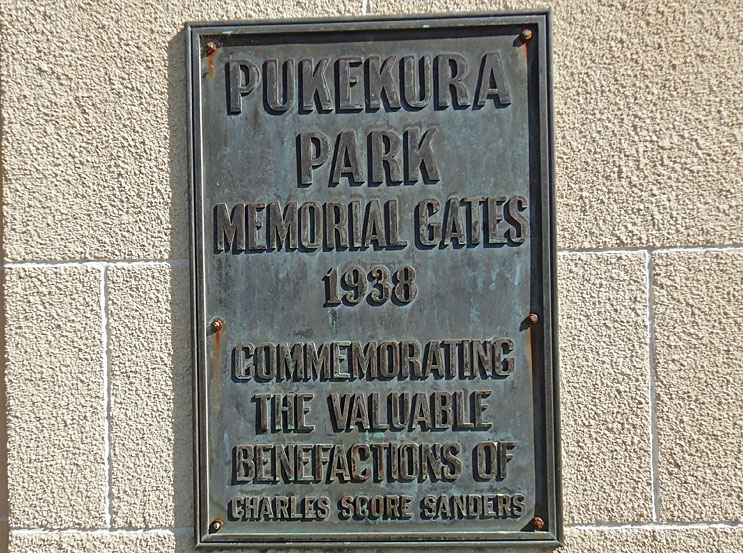 PUKEKURA
PARK
MEMORIAL GATES
1938
COMMEMORATING
THE VALUABLE
BENEFACTIONS OF
CHARLES SCORE SANDERS